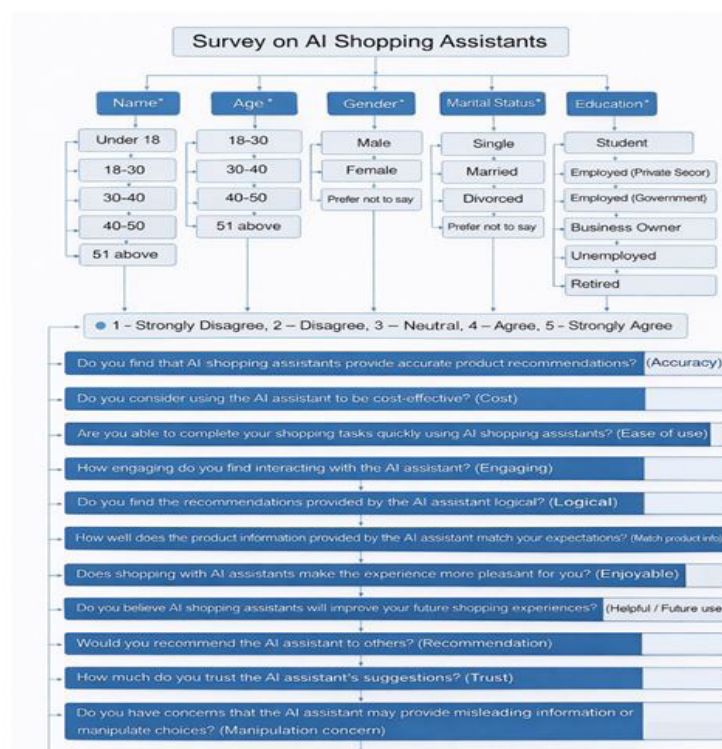 Survey on AI Shopping Assistants
Name*
Age*
Gender*
Marital Status*
Education*
Under 18
18-30
30-40
40-50
51 above
18-30
30-40
40-50
51 above
Male
Female
Prefer not to say
Single
Married
Divorced
Prefer not to say
Student
Employed (Private Secor)
Employed (Government)
Business Owner
Unemployed
Retired
1 - Strongly Disagree, 2 – Disagree, 3 – Neutral, 4 – Agree, 5 - Strongly Agree
Do you find that AI shopping assistants provide accurate product recommendations? (Accuracy)
Do you consider using the AI assistant to be cost-effective? (Cost)
Are you able to complete your shopping tasks quickly using AI shopping assistants? (Ease of use)
How engaging do you find interacting with the AI assistant? (Engaging)
Do you find the recommendations provided by the AI assistant logical? (Logical)
How well does the product information provided by the AI assistant match your expectations? (Match product info)
Does shopping with AI assistants make the experience more pleasant for you? (Enjoyable)
Do you believe AI shopping assistants will improve your future shopping experiences? (Helpful / Future use
Would you recommend the AI assistant to others? (Recommendation)
How much do you trust the AI assistant's suggestions? (Trust)
Do you have concerns that the AI assistant may provide misleading information or
manipulate choices? (Manipulation concern)